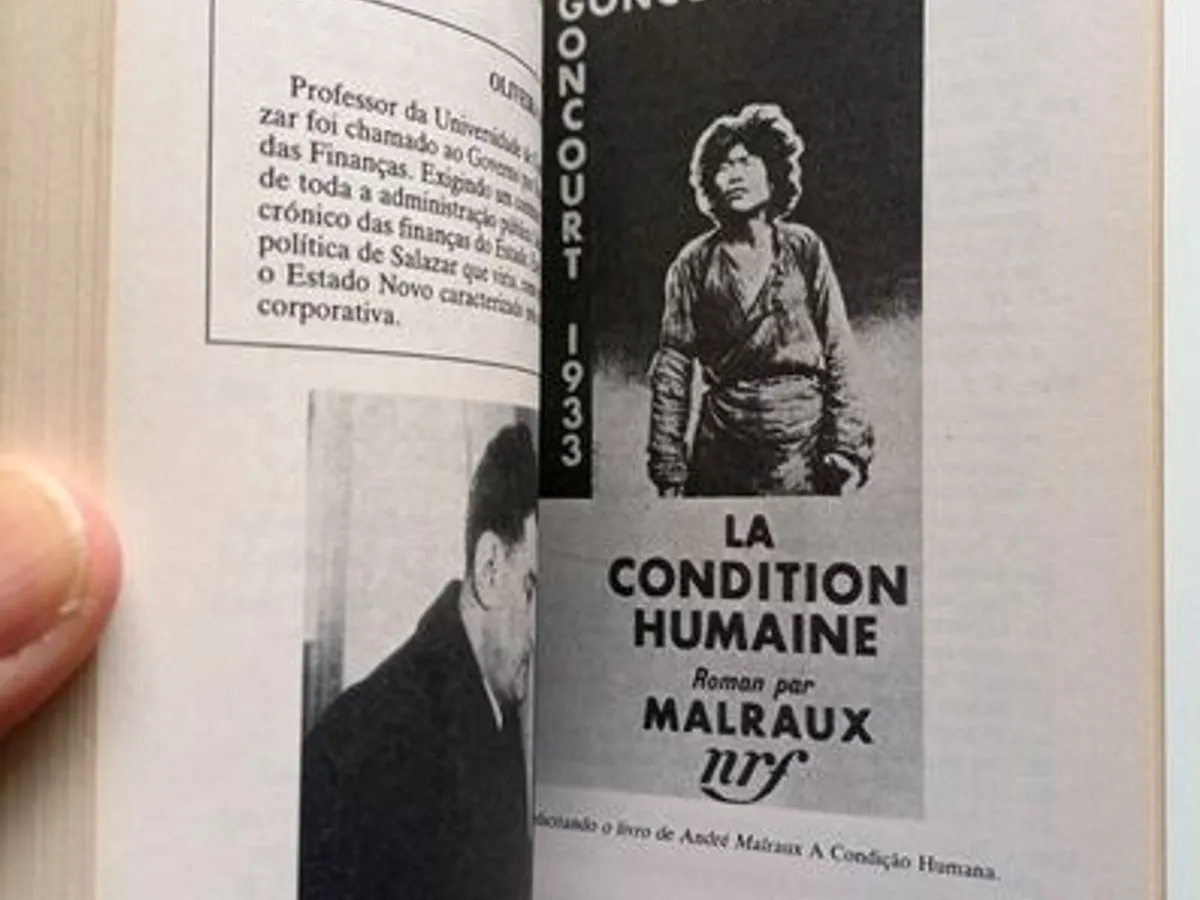 Professor da Universidade
zar foi chamado ao Governo
das Finanças. Exigindo um
de toda a administração
crónico das finanças do Estado.
política de Salazar que viria,
o Estado Novo caracterizado
corporativa.
GONCOURT 1933
LA
CONDITION
HUMAINE
Roman par
MALRAUX
nrf
o livro de André Malraux A Condição Humana.